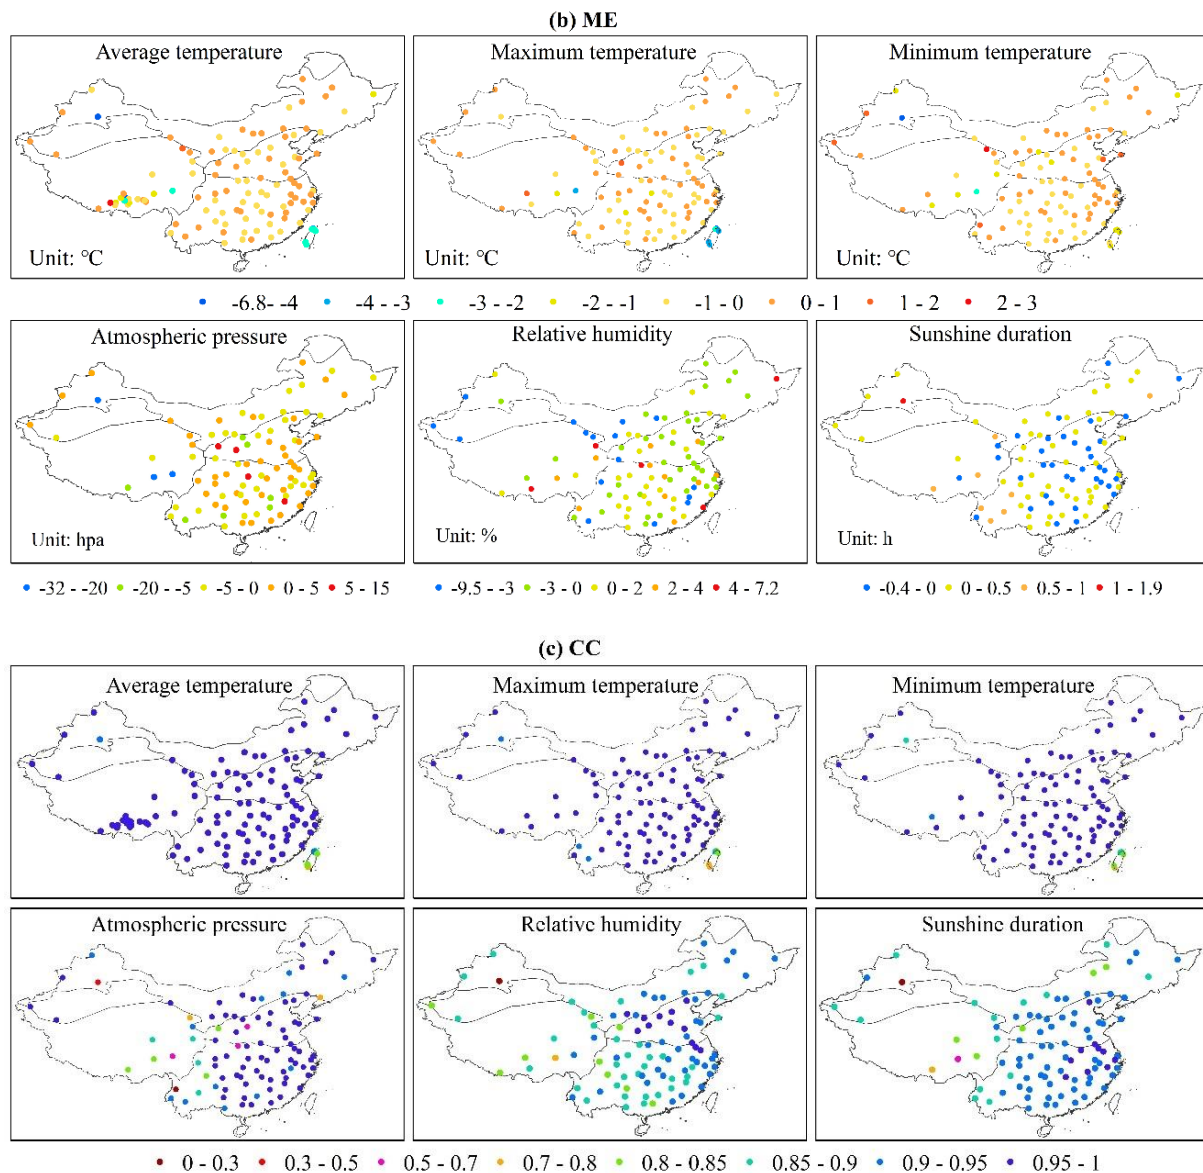 (b) ME
Average temperature
Maximum temperature
Minimum temperature
Unit: °C
Unit: °C
Unit: °C
-6.8- -4
-4 - -3
-3 - -2
-2 - -1
-1 - 0
0 - 1
1 - 2
2 - 3
Atmospheric pressure
Relative humidity
Sunshine duration
Unit: hpa
Unit: %
Unit: h
-32 - -20
-20 - -5
-5 - 0
0 - 5
5 - 15
-9.5 - -3
-3 - 0
0 - 2
2 - 4
4 - 7.2
-0.4 - 0
0 - 0.5
0.5 - 1
1 - 1.9
(c) CC
Average temperature
Maximum temperature
Minimum temperature
Atmospheric pressure
Relative humidity
Sunshine duration
0 - 0.3
0.3 - 0.5
0.5 - 0.7
0.7 - 0.8
0.8 - 0.85
0.85 - 0.9
0.9 - 0.95
0.95 - 1